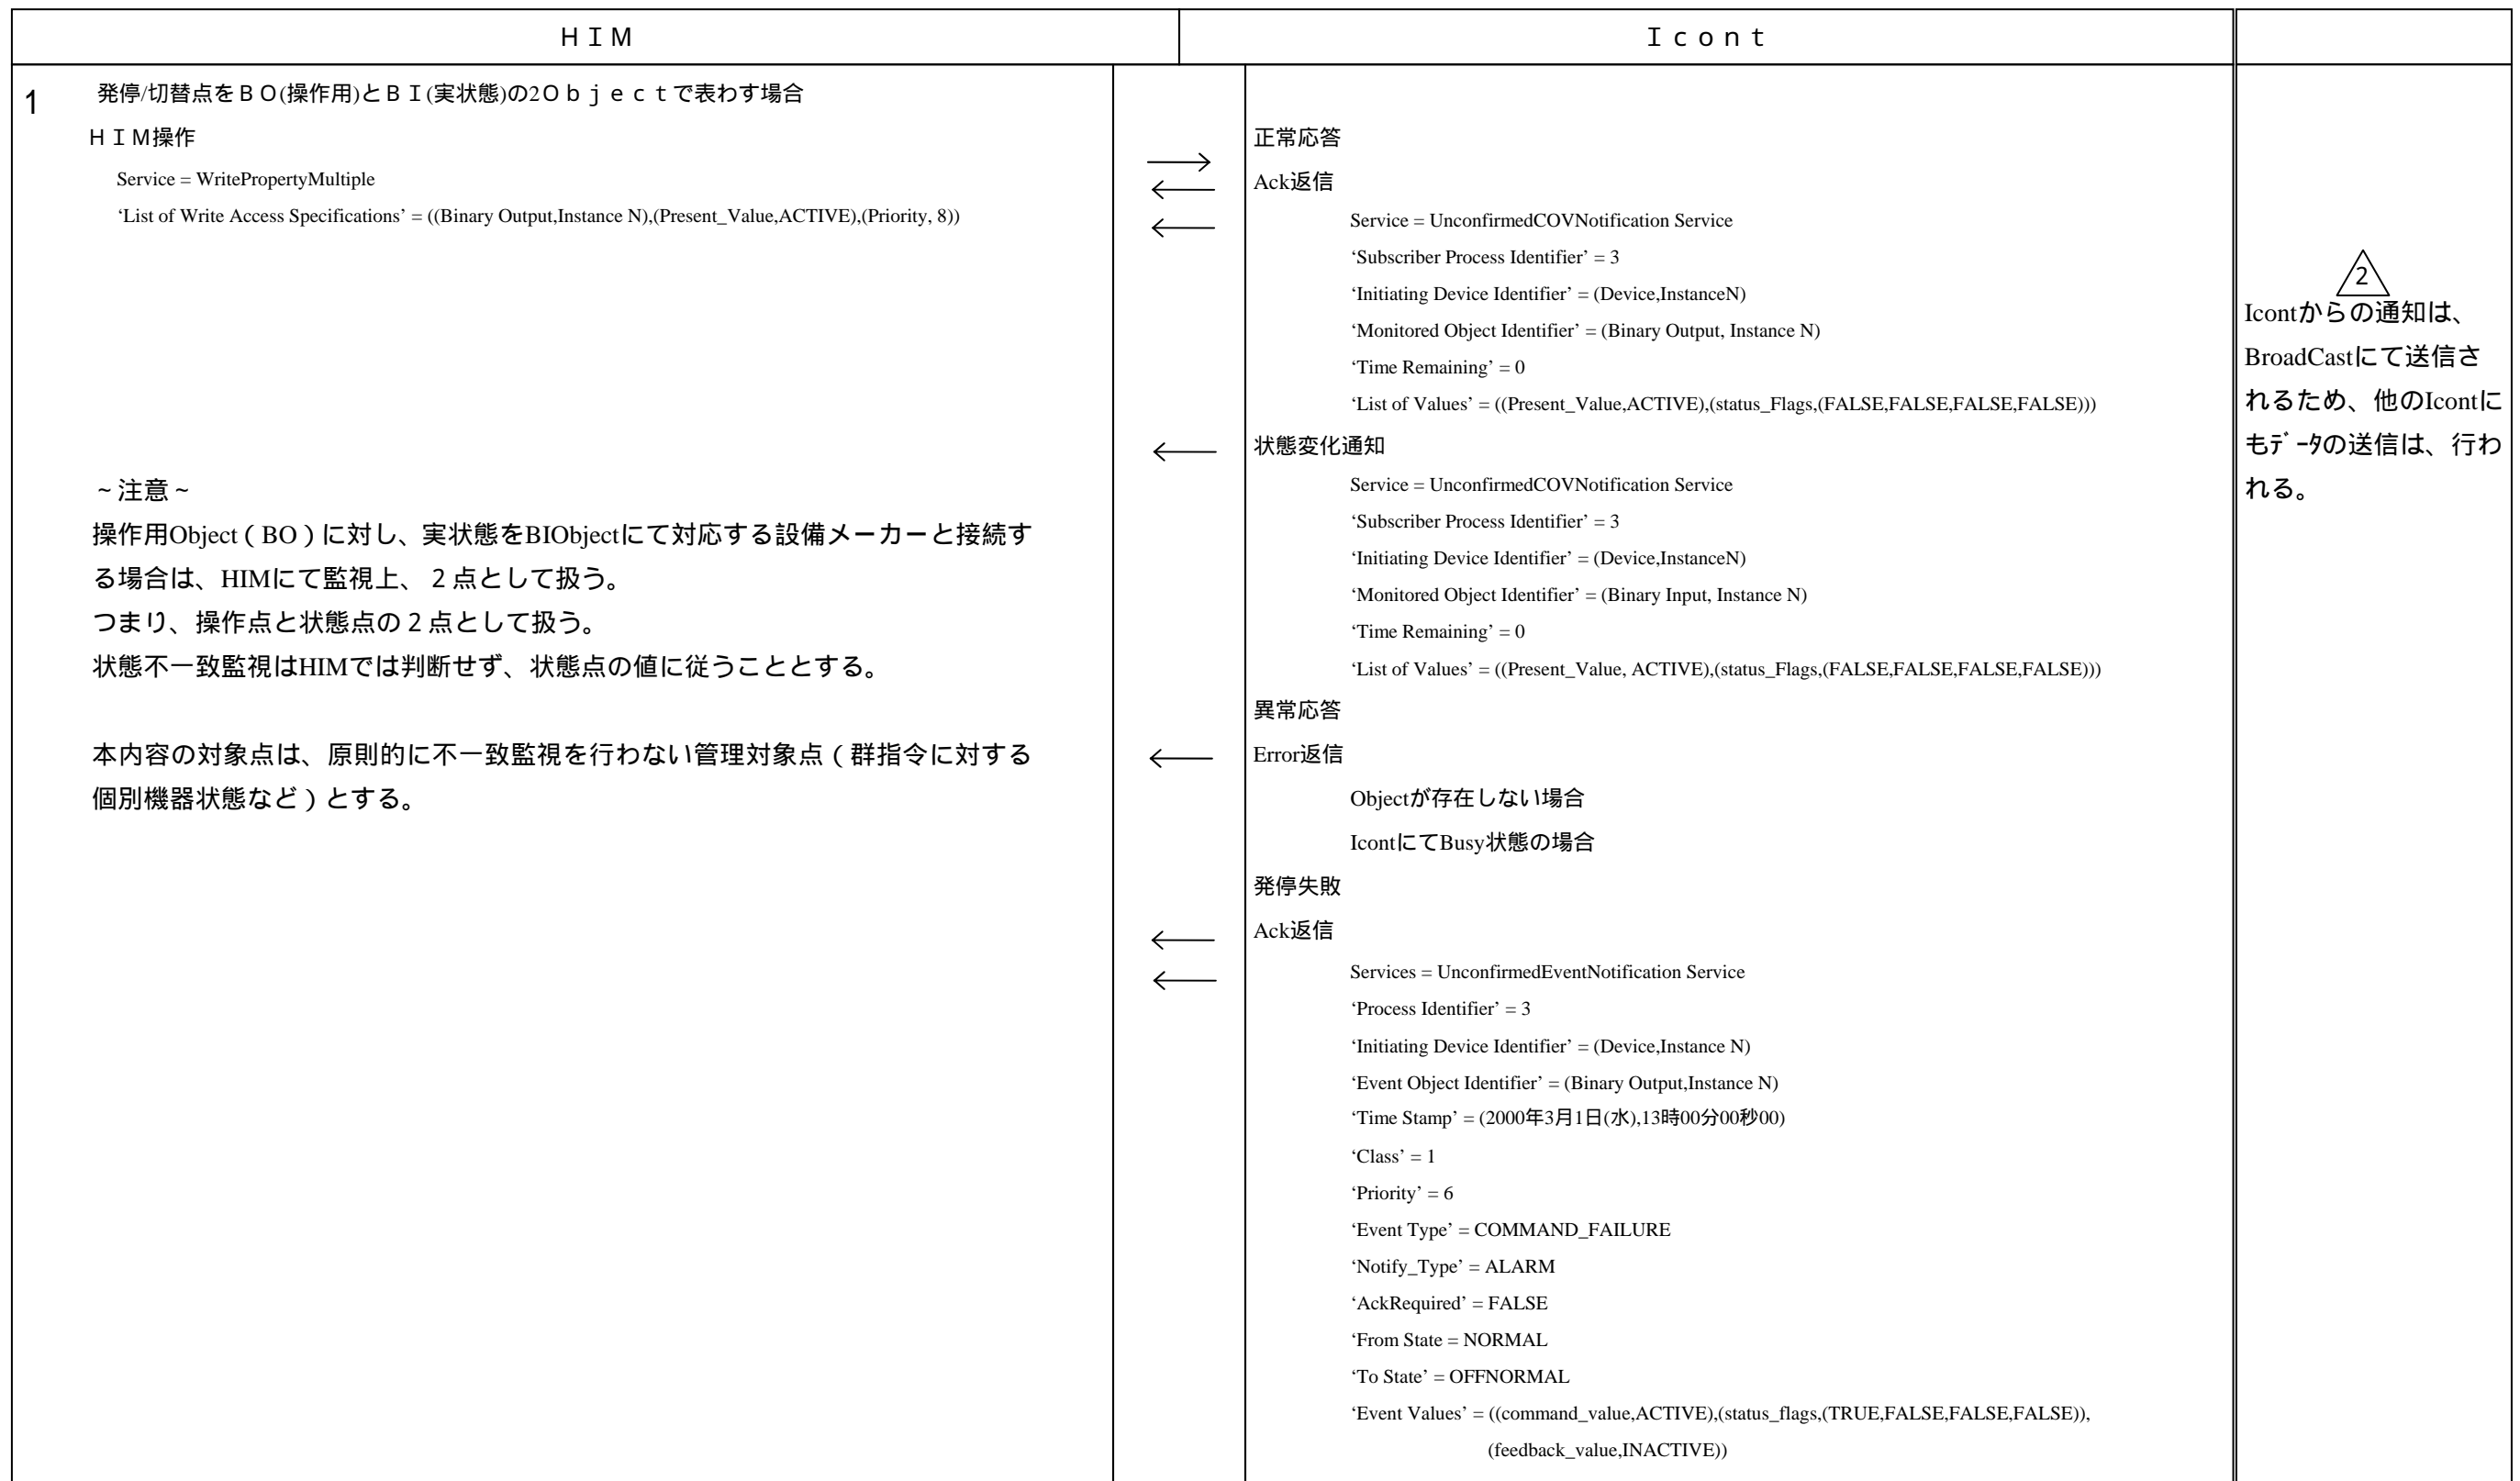 ＨＩＭ
Ｉｃｏｎｔ
1
発停/切替点をＢＯ(操作用)とＢＩ(実状態)の2Ｏｂｊｅｃｔで表わす場合
ＨＩＭ操作
Service = WritePropertyMultiple
‘List of Write Access Specifications’ = ((Binary Output,Instance N),(Present_Value,ACTIVE),(Priority, 8))
～注意～
操作用Object（BO）に対し、実状態をBIObjectにて対応する設備メーカーと接続す
る場合は、HIMにて監視上、２点として扱う。
つまり、操作点と状態点の２点として扱う。
状態不一致監視はHIMでは判断せず、状態点の値に従うこととする。
本内容の対象点は、原則的に不一致監視を行わない管理対象点（群指令に対する
個別機器状態など）とする。
正常応答
Ack返信
Service = UnconfirmedCOVNotification Service
‘Subscriber Process Identifier’ = 3
‘Initiating Device Identifier’ = (Device,InstanceN)
‘Monitored Object Identifier’ = (Binary Output, Instance N)
‘Time Remaining’ = 0
‘List of Values’ = ((Present_Value,ACTIVE),(status_Flags,(FALSE,FALSE,FALSE,FALSE)))
状態変化通知
Service = UnconfirmedCOVNotification Service
‘Subscriber Process Identifier’ = 3
‘Initiating Device Identifier’ = (Device,InstanceN)
‘Monitored Object Identifier’ = (Binary Input, Instance N)
‘Time Remaining’ = 0
‘List of Values’ = ((Present_Value, ACTIVE),(status_Flags,(FALSE,FALSE,FALSE,FALSE)))
異常応答
Error返信
Objectが存在しない場合
IcontにてBusy状態の場合
発停失敗
Ack返信
Services = UnconfirmedEventNotification Service
‘Process Identifier’ = 3
‘Initiating Device Identifier’ = (Device,Instance N)
‘Event Object Identifier’ = (Binary Output,Instance N)
‘Time Stamp’ = (2000年3月1日(水),13時00分00秒00)
‘Class’ = 1
‘Priority’ = 6
‘Event Type’ = COMMAND_FAILURE
‘Notify_Type’ = ALARM
‘AckRequired’ = FALSE
‘From State = NORMAL
‘To State’ = OFFNORMAL
‘Event Values’ = ((command_value,ACTIVE),(status_flags,(TRUE,FALSE,FALSE,FALSE)),
(feedback_value,INACTIVE))
2
Icontからの通知は、
BroadCastにて送信さ
れるため、他のIcontに
もﾃﾞｰﾀの送信は、行わ
れる。